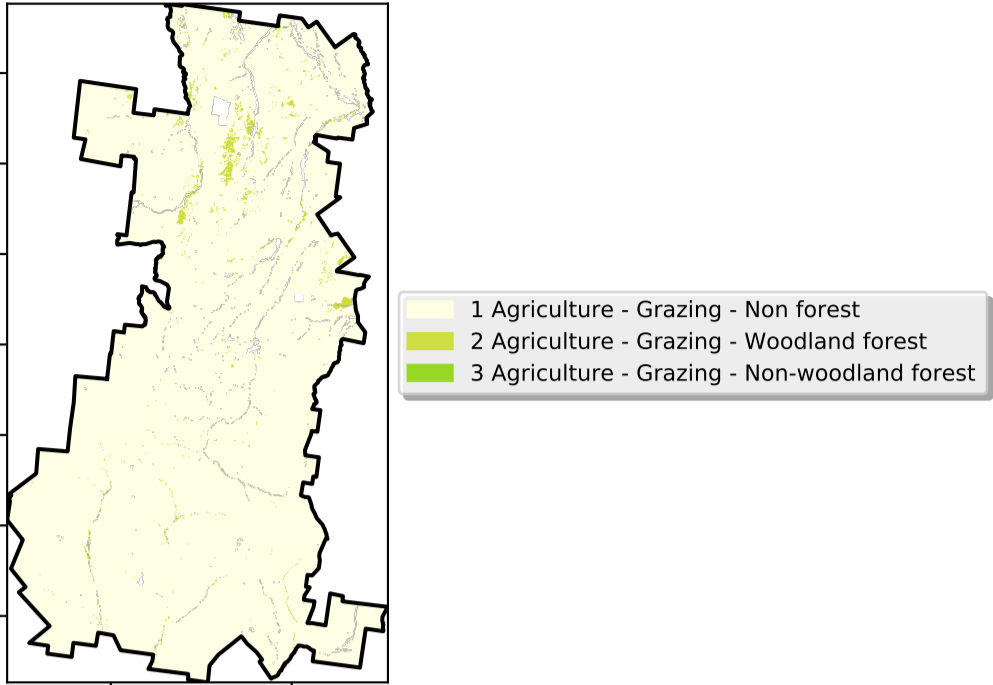 1 Agriculture - Grazing - Non forest
2 Agriculture - Grazing - Woodland forest
3 Agriculture - Grazing - Non-woodland forest